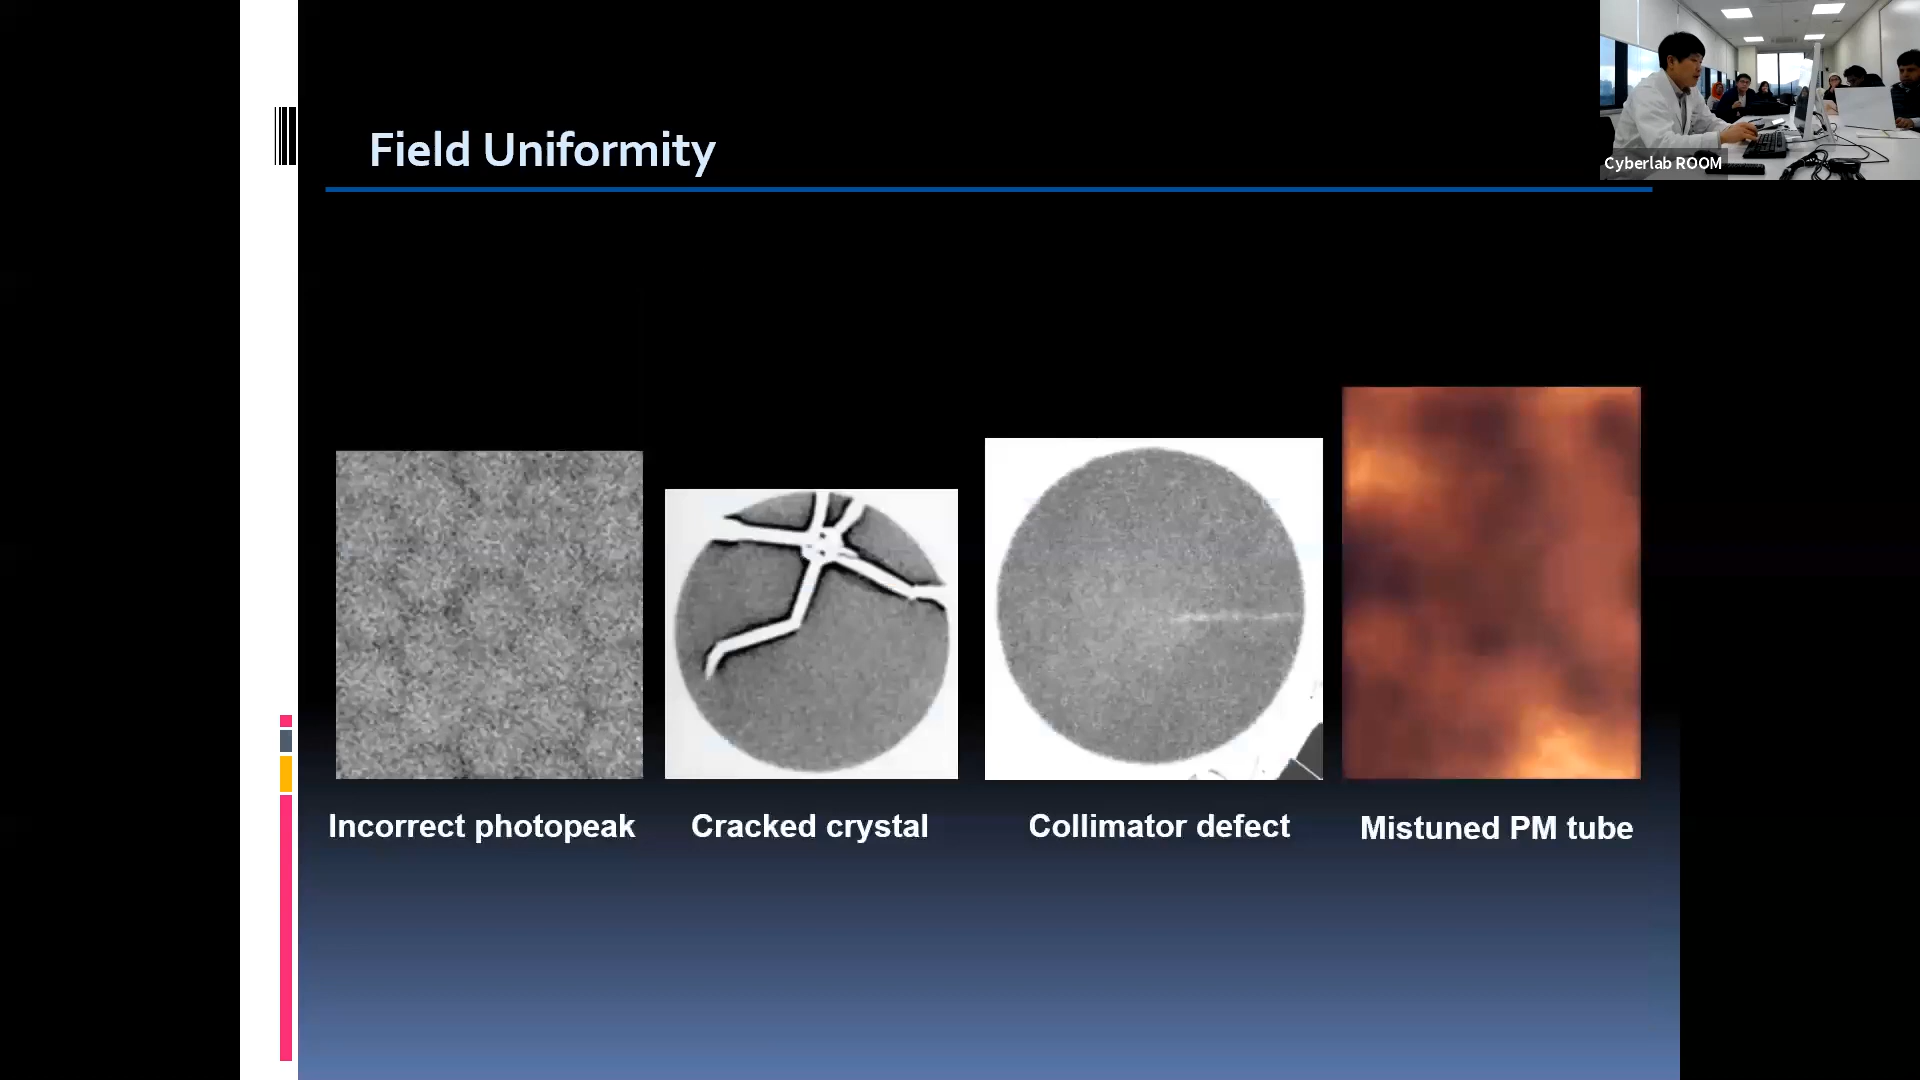 Field Uniformity
Cyberlab ROOM
Incorrect photopeak
Cracked crystal
Collimator defect
Mistuned PM tube